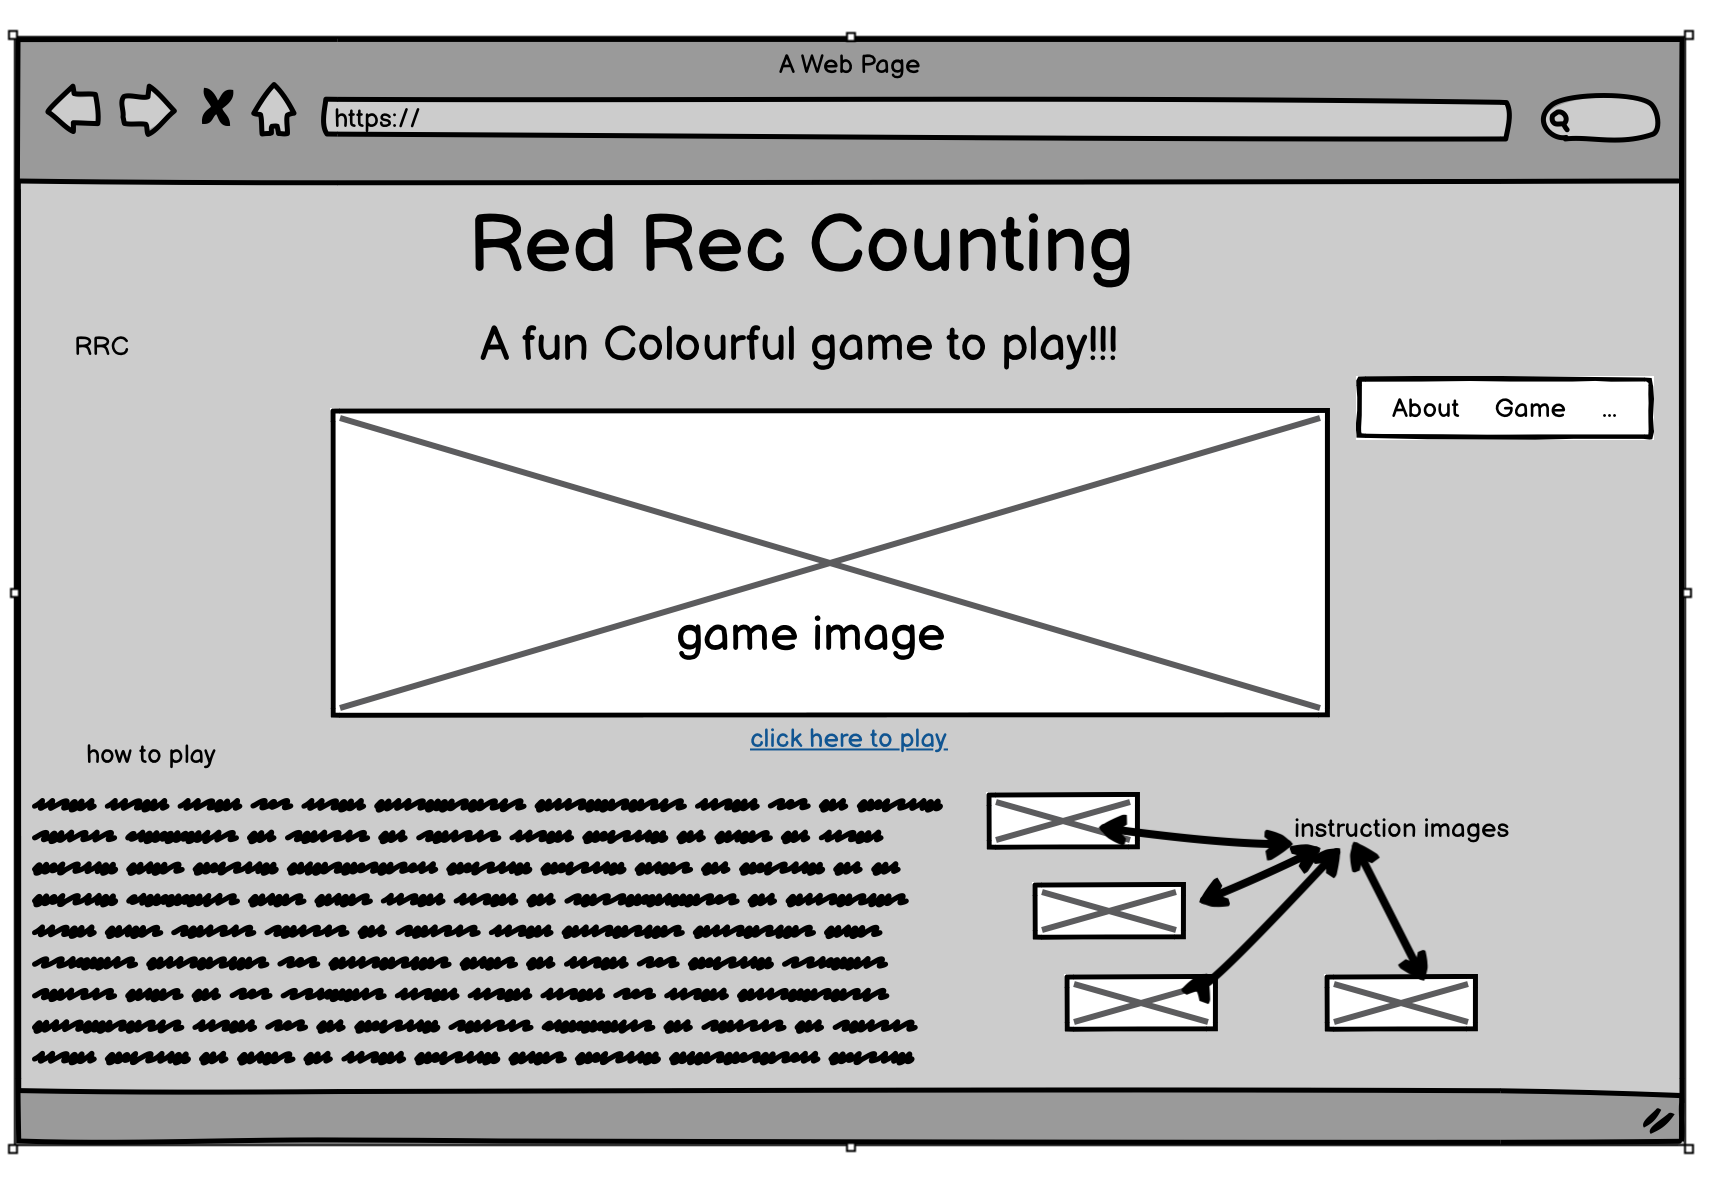 A Web Page
https://
Red Rec Counting
RRC
A fun Colourful game to play!!!
About Game ...
game image
click here to play
how to play
instruction images